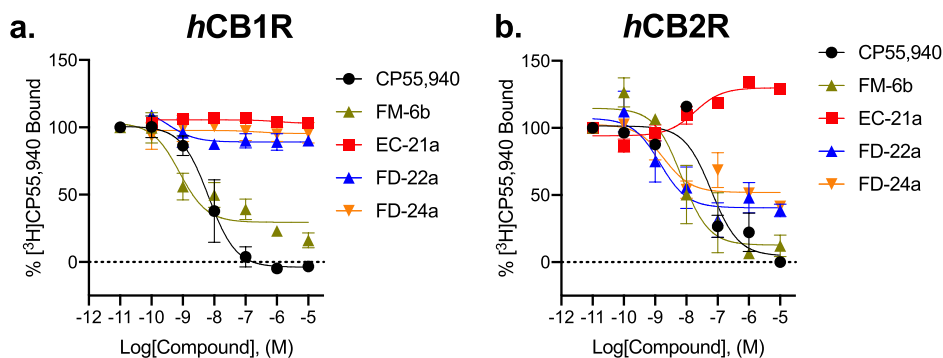 a. hCB1R
150
100
50
0
% [³H]CP55,940 Bound
-12 -11 -10 -9 -8 -7 -6 -5
Log[Compound], (M)
CP55,940
FM-6b
EC-21a
FD-22a
FD-24a
b. hCB2R
150
100
50
0
% [³H]CP55,940 Bound
-12 -11 -10 -9 -8 -7 -6 -5
Log[Compound], (M)
CP55,940
FM-6b
EC-21a
FD-22a
FD-24a